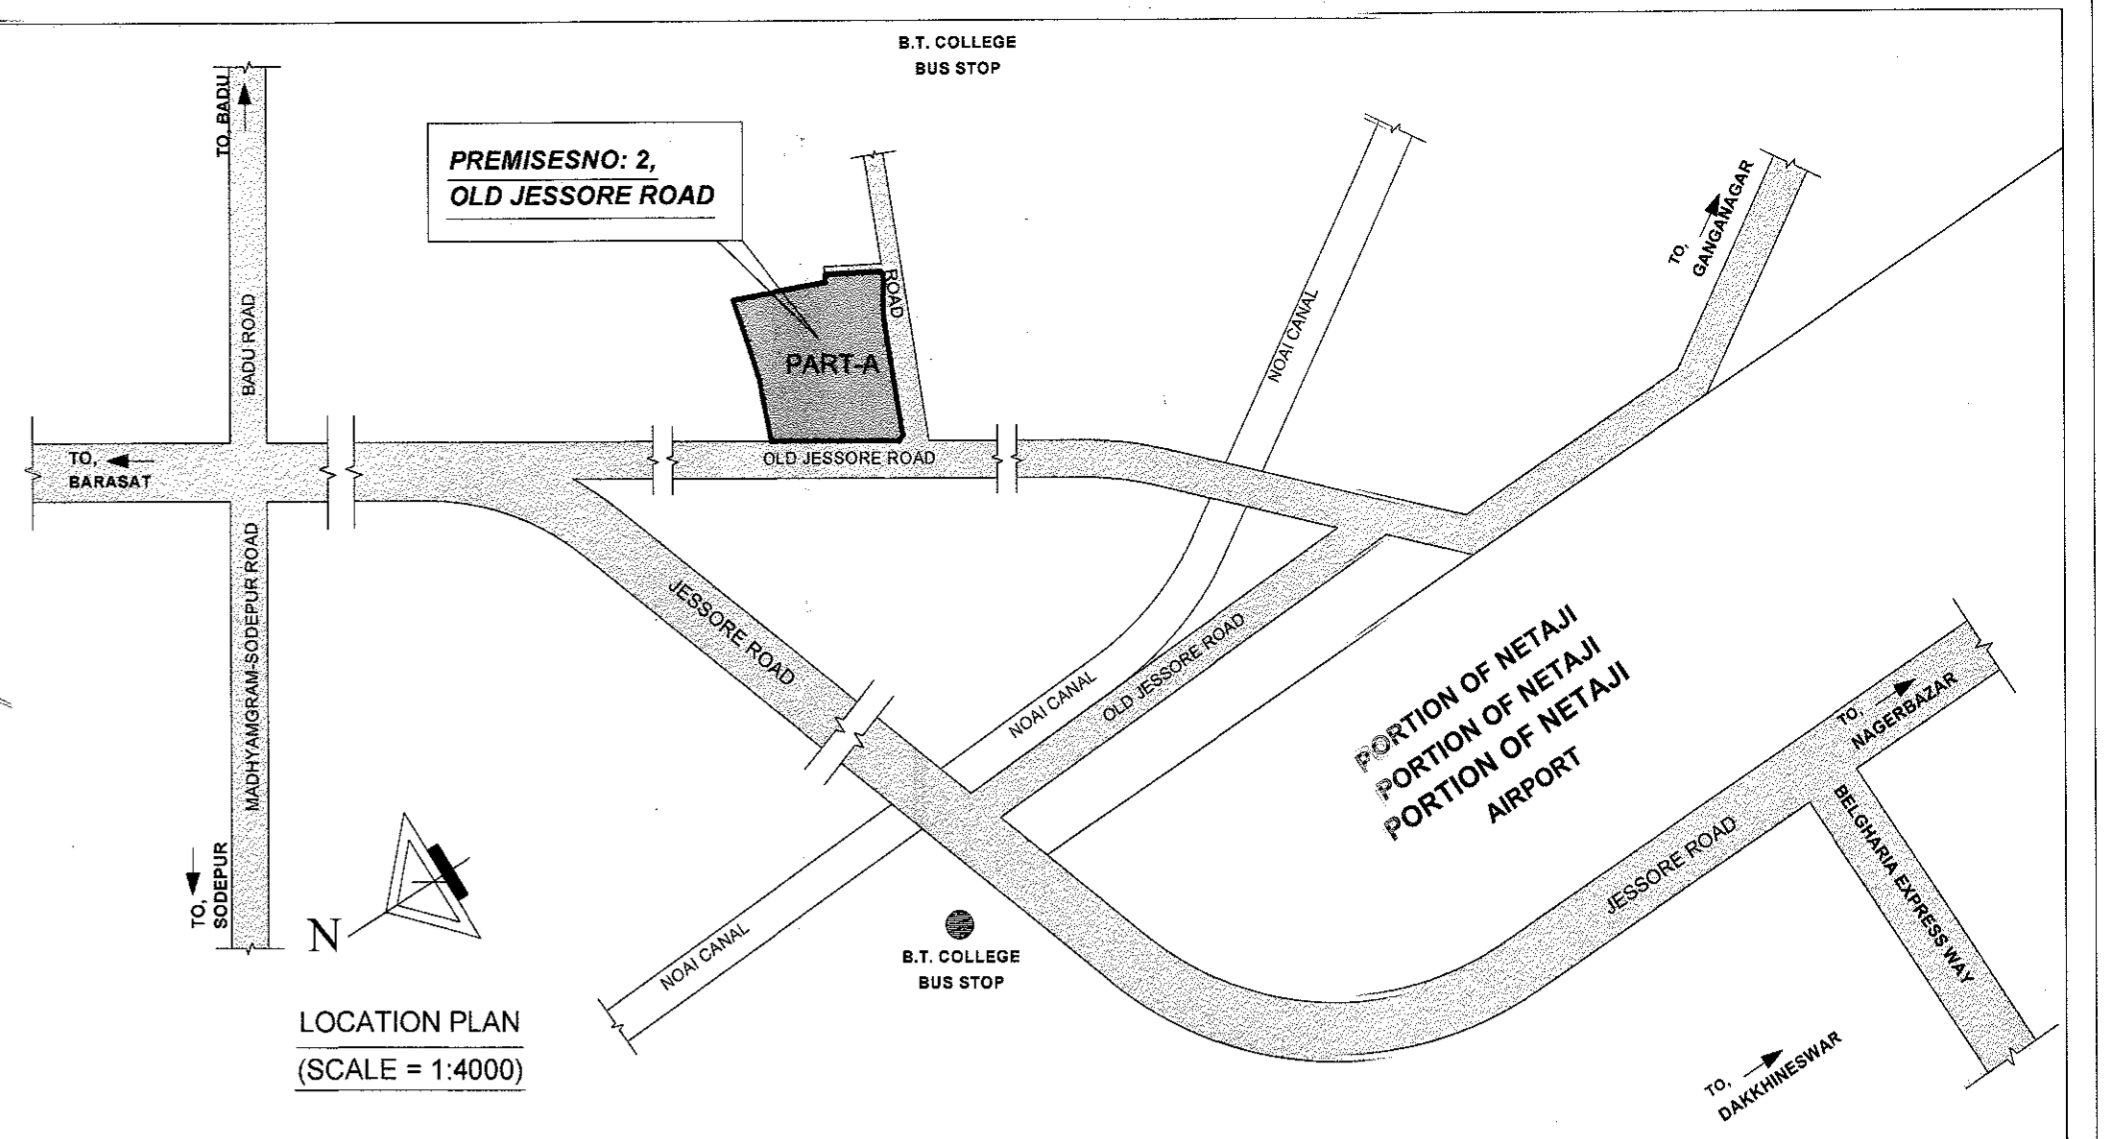 B.T. COLLEGE
BUS STOP
TO, BADU
PREMISESNO: 2,
OLD JESSORE ROAD
TO,
GANGANAGAR
ROAD
BADU ROAD
NOAI CANAL
PART-A
TO,
BARASAT
OLD JESSORE ROAD
MADHYAMGRAM-SODEPUR ROAD
JESSORE ROAD
OLD JESSORE ROAD
NOAI CANAL
PORTION OF NETAJI
PORTION OF NETAJI
PORTION OF NETAJI
AIRPORT
TO,
NAGERBAZAR
BELGHARIA EXPRESS WAY
JESSORE ROAD
TO,
SODEPUR
N
NOAI CANAL
B.T. COLLEGE
BUS STOP
LOCATION PLAN
(SCALE = 1:4000)
TO,
DAKKHINESWAR